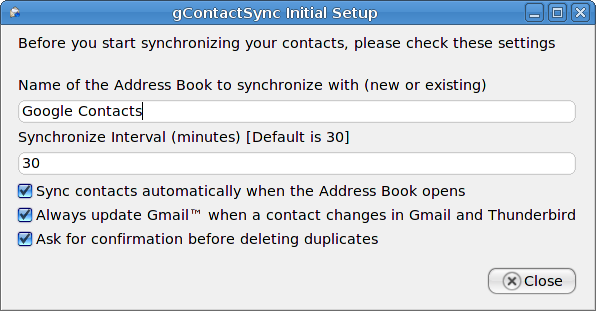 gContactSync Initial Setup
Before you start synchronizing your contacts, please check these settings
Name of the Address Book to synchronize with (new or existing)
Google Contacts
Synchronize Interval (minutes) [Default is 30]
30
Sync contacts automatically when the Address Book opens
Always update Gmail™ when a contact changes in Gmail and Thunderbird
Ask for confirmation before deleting duplicates
Close